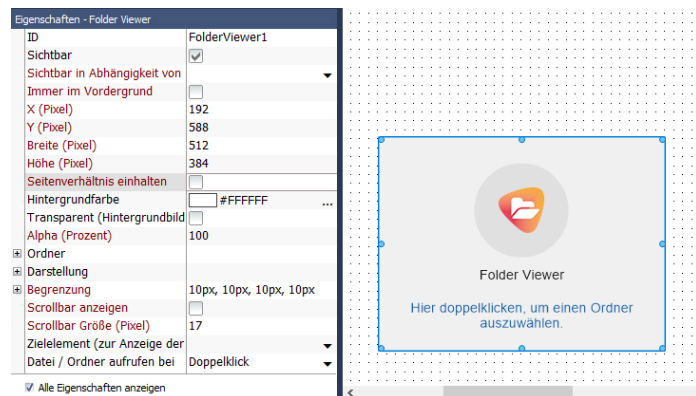 Eigenschaften - Folder Viewer
ID FolderViewer1
Sichtbar
Sichtbar in Abhängigkeit von
Immer im Vordergrund
X (Pixel) 192
Y (Pixel) 588
Breite (Pixel) 512
Höhe (Pixel) 384
Seitenverhältnis einhalten
Hintergrundfarbe #FFFFFF ...
Transparent (Hintergrundbild
Alpha (Prozent) 100
Ordner
Darstellung
Begrenzung 10px, 10px, 10px, 10px
Scrollbar anzeigen
Scrollbar Größe (Pixel) 17
Zielelement (zur Anzeige der
Datei / Ordner aufrufen bei Doppelklick
Alle Eigenschaften anzeigen
Folder Viewer
Hier doppelklicken, um einen Ordner
auszuwählen.